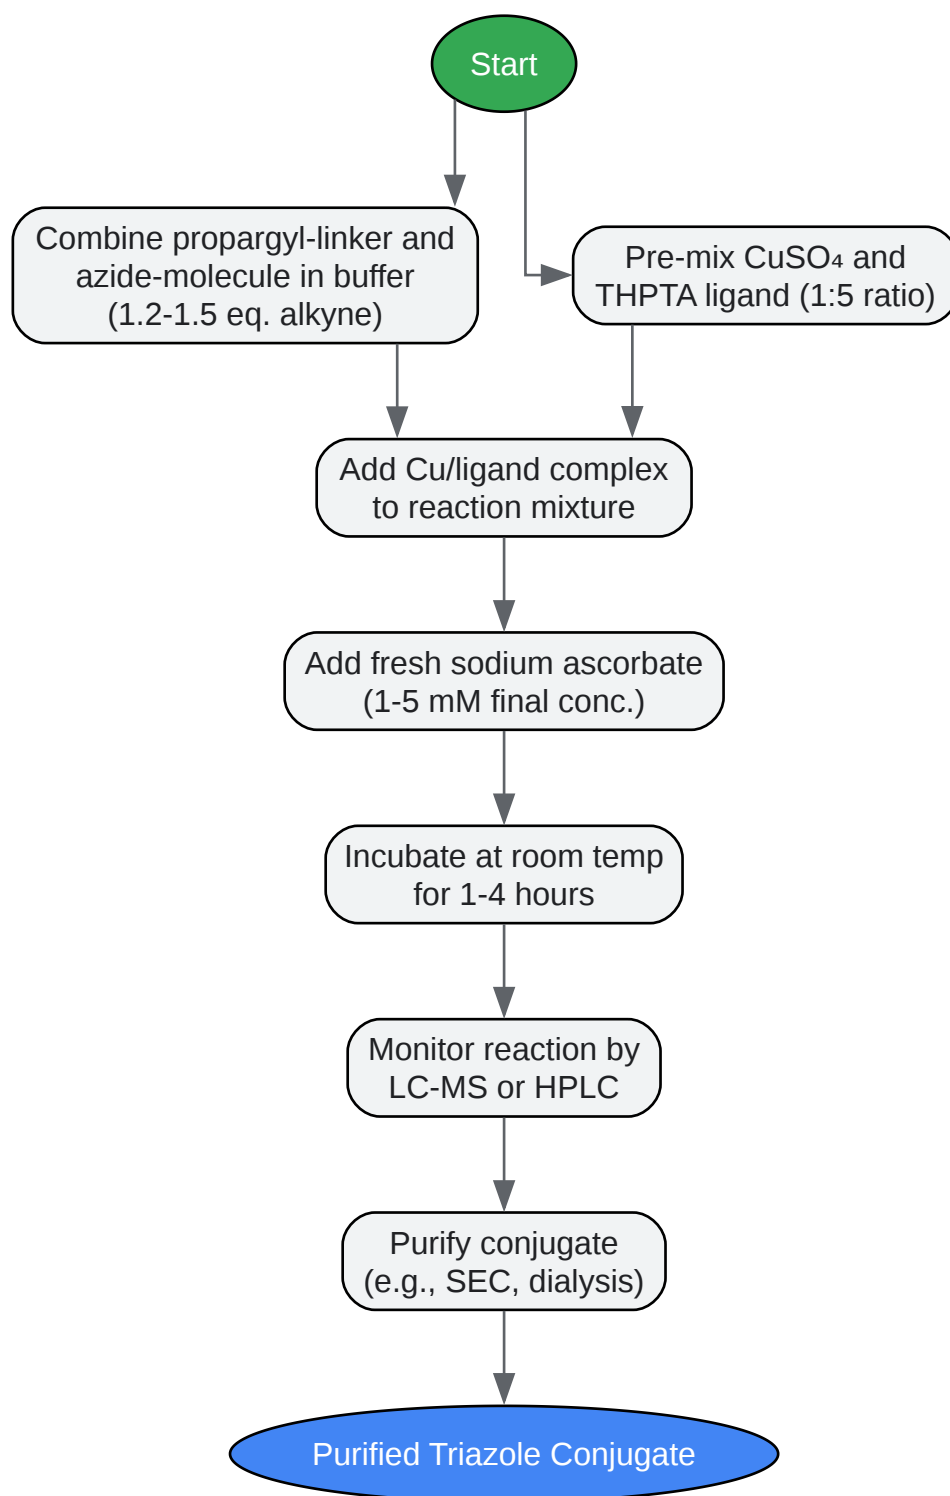 Start
Combine propargyl-linker and
azide-molecule in buffer
(1.2-1.5 eq. alkyne)
Pre-mix CuSO₄ and
THPTA ligand (1:5 ratio)
Add Cu/ligand complex
to reaction mixture
Add fresh sodium ascorbate
(1-5 mM final conc.)
Incubate at room temp
for 1-4 hours
Monitor reaction by
LC-MS or HPLC
Purify conjugate
(e.g., SEC, dialysis)
Purified Triazole Conjugate